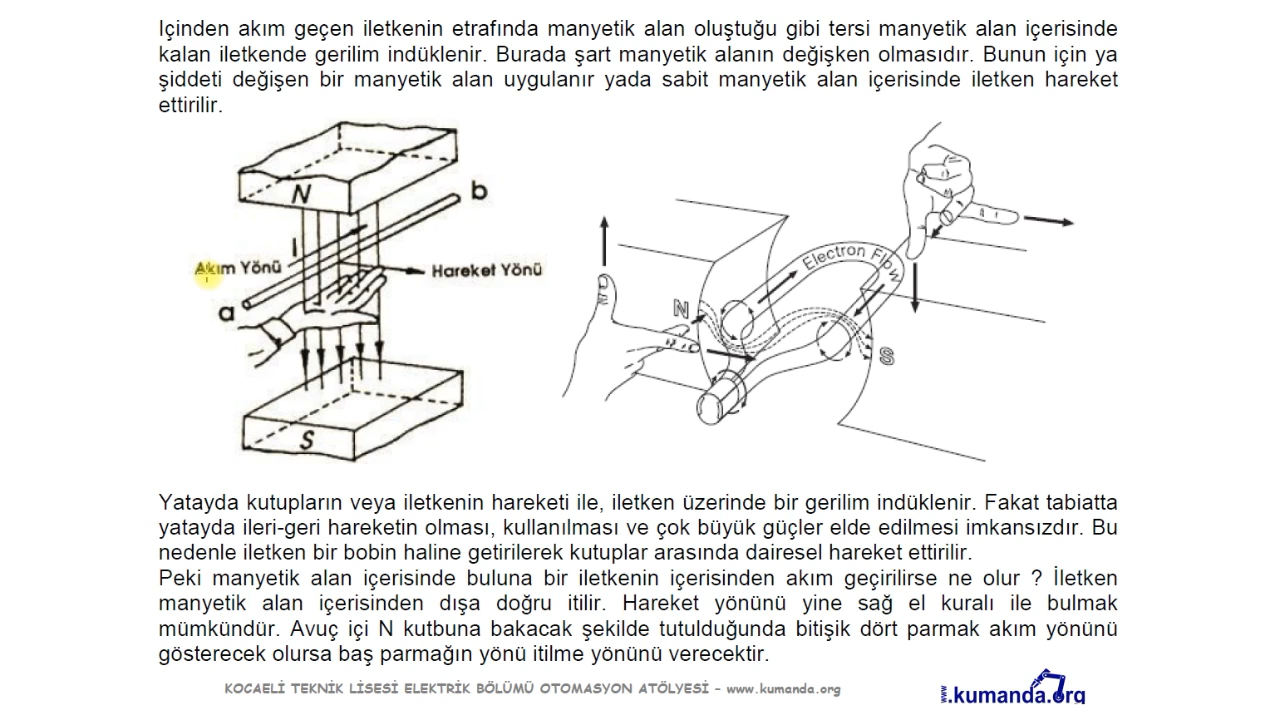 Içinden akım geçen iletkenin etrafında manyetik alan oluştuğu gibi tersi manyetik alan içerisinde
kalan iletkende gerilim indüklenir. Burada şart manyetik alanın değişken olmasıdır. Bunun için ya
şiddeti değişen bir manyetik alan uygulanır yada sabit manyetik alan içerisinde iletken hareket
ettirilir.
N
b
I
Akım Yönü
Hareket Yönü
a
S
Electron Flow
N
S
Yatayda kutupların veya iletkenin hareketi ile, iletken üzerinde bir gerilim indüklenir. Fakat tabiatta
yatayda ileri-geri hareketin olması, kullanılması ve çok büyük güçler elde edilmesi imkansızdır. Bu
nedenle iletken bir bobin haline getirilerek kutuplar arasında dairesel hareket ettirilir.
Peki manyetik alan içerisinde buluna bir iletkenin içerisinden akım geçirilirse ne olur ? İletken
manyetik alan içerisinden dışa doğru itilir. Hareket yönünü yine sağ el kuralı ile bulmak
mümkündür. Avuç içi N kutbuna bakacak şekilde tutulduğunda bitişik dört parmak akım yönünü
gösterecek olursa baş parmağın yönü itilme yönünü verecektir.
KOCAELİ TEKNİK LİSESİ ELEKTRİK BÖLÜMÜ OTOMASYON ATÖLYESİ - www.kumanda.org
www.kumanda.org